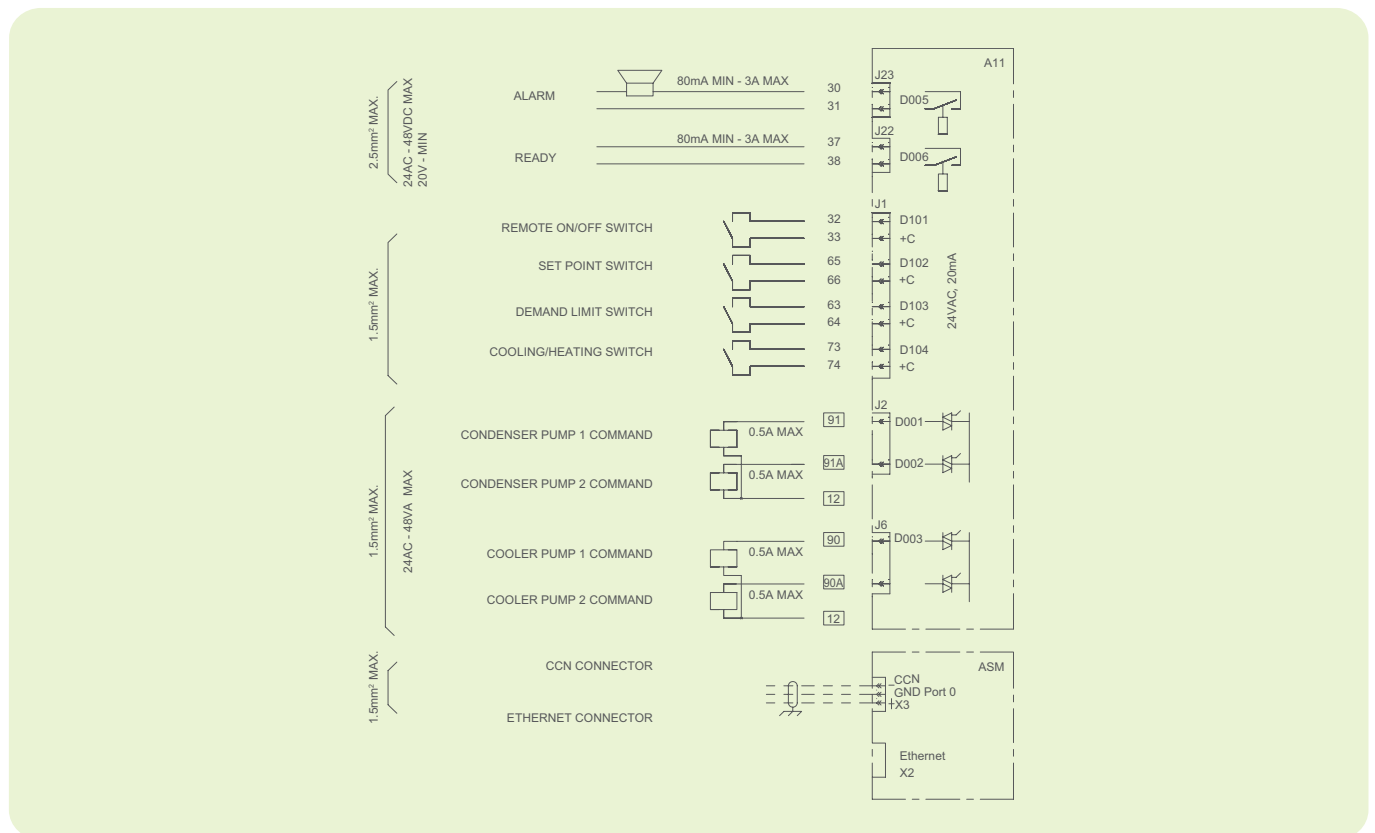 A11
J23
2.5mm² MAX.
24AC - 48VDC MAX
20V - MIN
ALARM
80mA MIN - 3A MAX
30
31
D005
J22
READY
80mA MIN - 3A MAX
37
38
D006
J1
1.5mm² MAX.
REMOTE ON/OFF SWITCH
32
33
D101
+C
SET POINT SWITCH
65
66
D102
+C
DEMAND LIMIT SWITCH
63
64
D103
+C
COOLING/HEATING SWITCH
73
74
D104
+C
24VAC, 20mA
J2
1.5mm² MAX.
24AC - 48VA MAX
CONDENSER PUMP 1 COMMAND
0.5A MAX
91
D001
CONDENSER PUMP 2 COMMAND
0.5A MAX
91A
D002
12
J6
COOLER PUMP 1 COMMAND
0.5A MAX
90
D003
COOLER PUMP 2 COMMAND
0.5A MAX
90A
12
1.5mm² MAX.
CCN CONNECTOR
ASM
-CCN
GND Port 0
+X3
ETHERNET CONNECTOR
Ethernet
X2